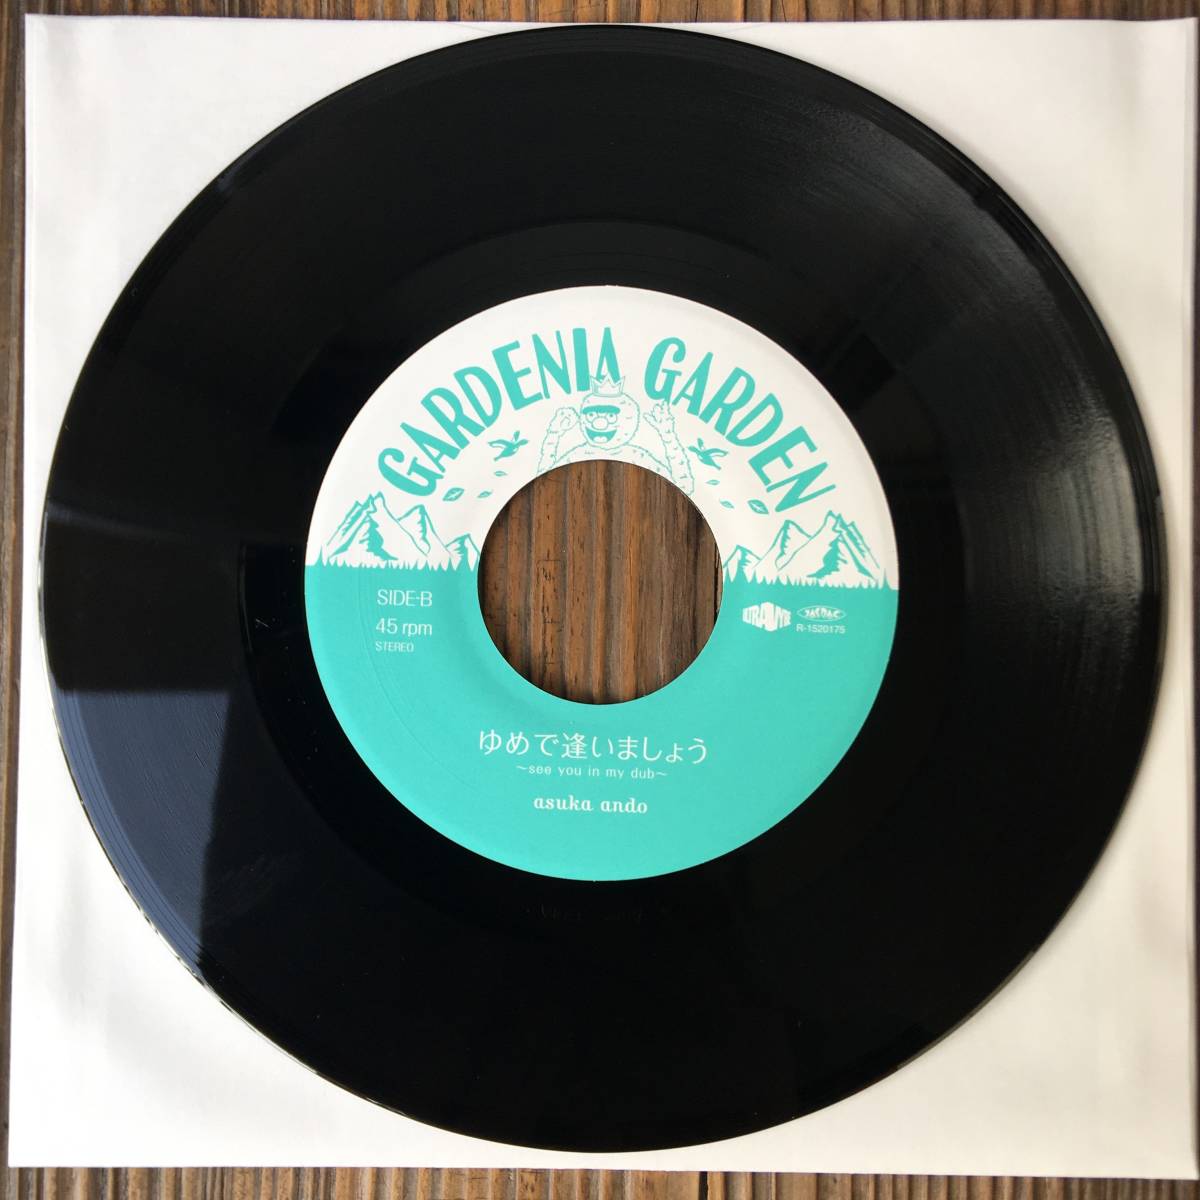 GARDENIA GARDEN
SIDE-B
45 rpm
STEREO
JASRAC
R-1520175
ゆめで逢いましょう
~see you in my dub~
asuka ando